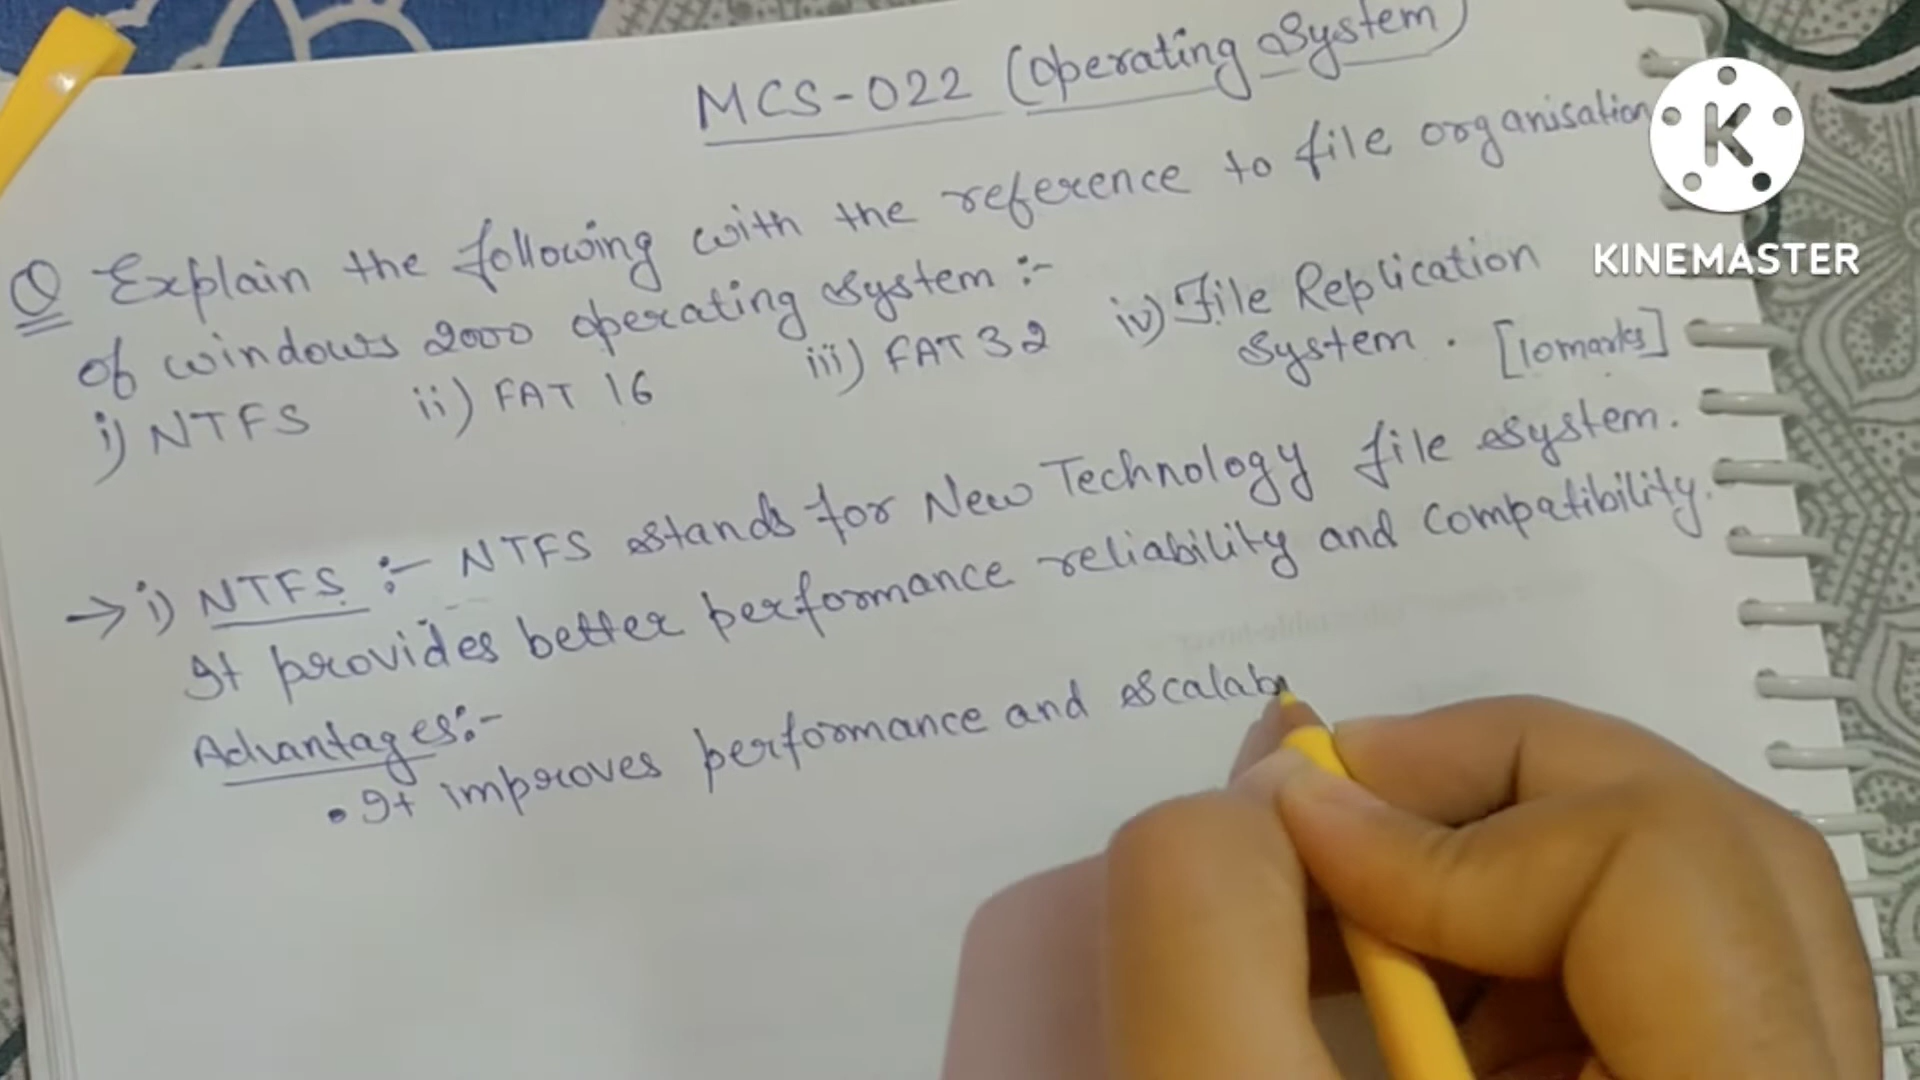 MCS-022 (Operating System)
Q Explain the following with the reference to file organisation
of windows 2000 operating system :-
i) NTFS ii) FAT 16 iii) FAT 32 iv) File Replication
System. [10 marks]
→ i) NTFS :- NTFS stands for New Technology file system.
It provides better performance reliability and compatibility.
Advantages:-
• It improves performance and scalab
K
KINEMASTER